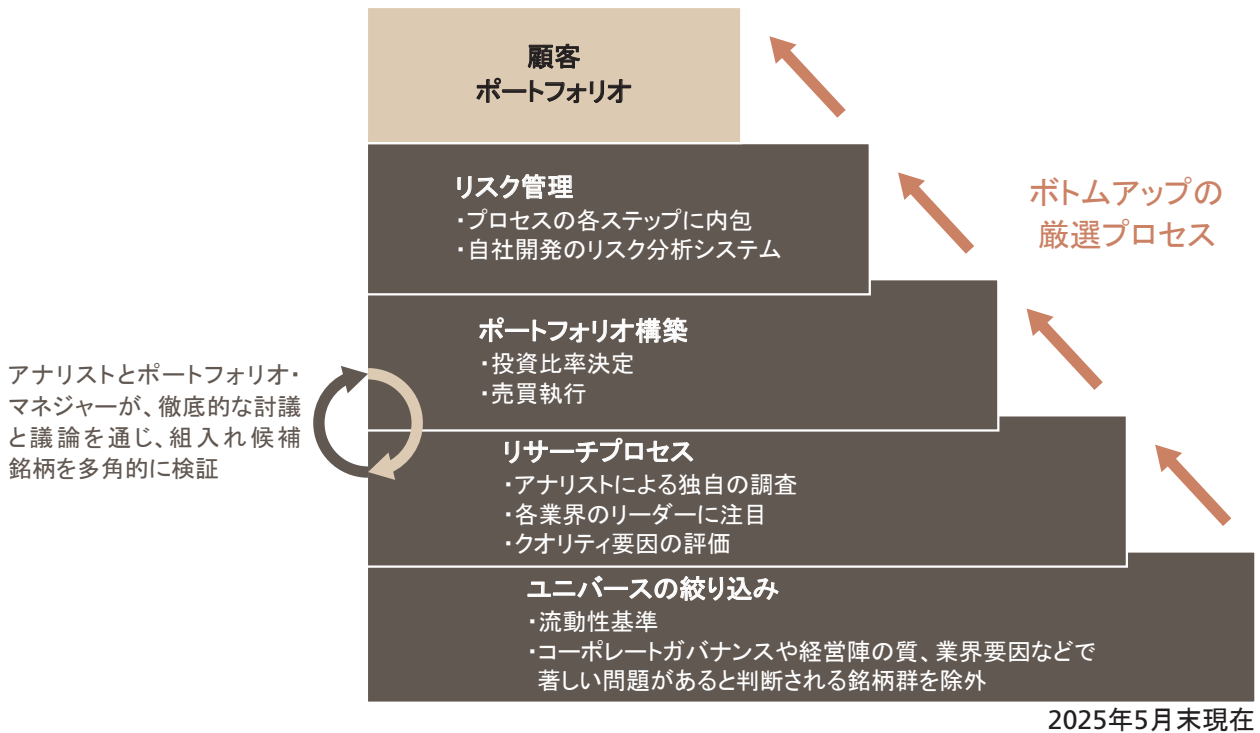 顧客
ポートフォリオ
リスク管理
・プロセスの各ステップに内包
・自社開発のリスク分析システム
ボトムアップの
厳選プロセス
ポートフォリオ構築
・投資比率決定
・売買執行
アナリストとポートフォリオ・
マネジャーが、徹底的な討議
と議論を通じ、組入れ候補
銘柄を多角的に検証
リサーチプロセス
・アナリストによる独自の調査
・各業界のリーダーに注目
・クオリティ要因の評価
ユニバースの絞り込み
・流動性基準
・コーポレートガバナンスや経営陣の質、業界要因などで
著しい問題があると判断される銘柄群を除外
2025年5月末現在